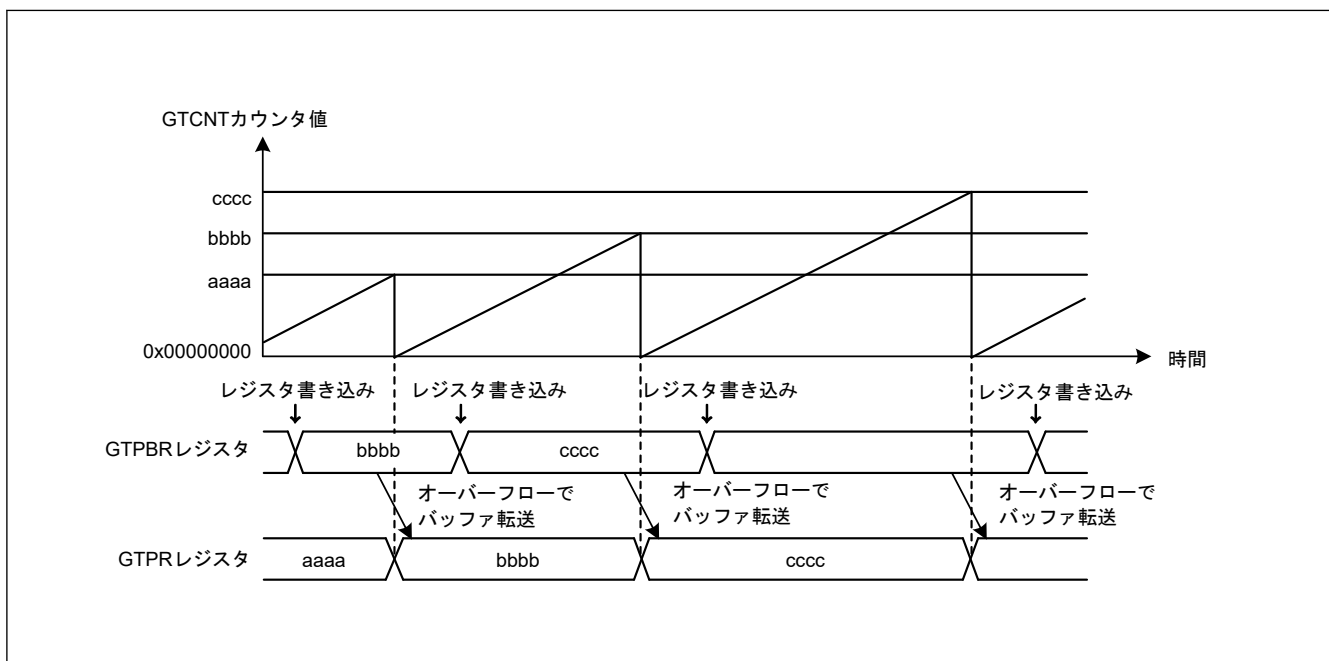 GTCNTカウンタ値
cccc
bbbb
aaaa
0x00000000
時間
レジスタ書き込み
レジスタ書き込み
レジスタ書き込み
レジスタ書き込み
GTPBRレジスタ
bbbb
cccc
オーバーフローで
バッファ転送
オーバーフローで
バッファ転送
オーバーフローで
バッファ転送
GTPRレジスタ
aaaa
bbbb
cccc